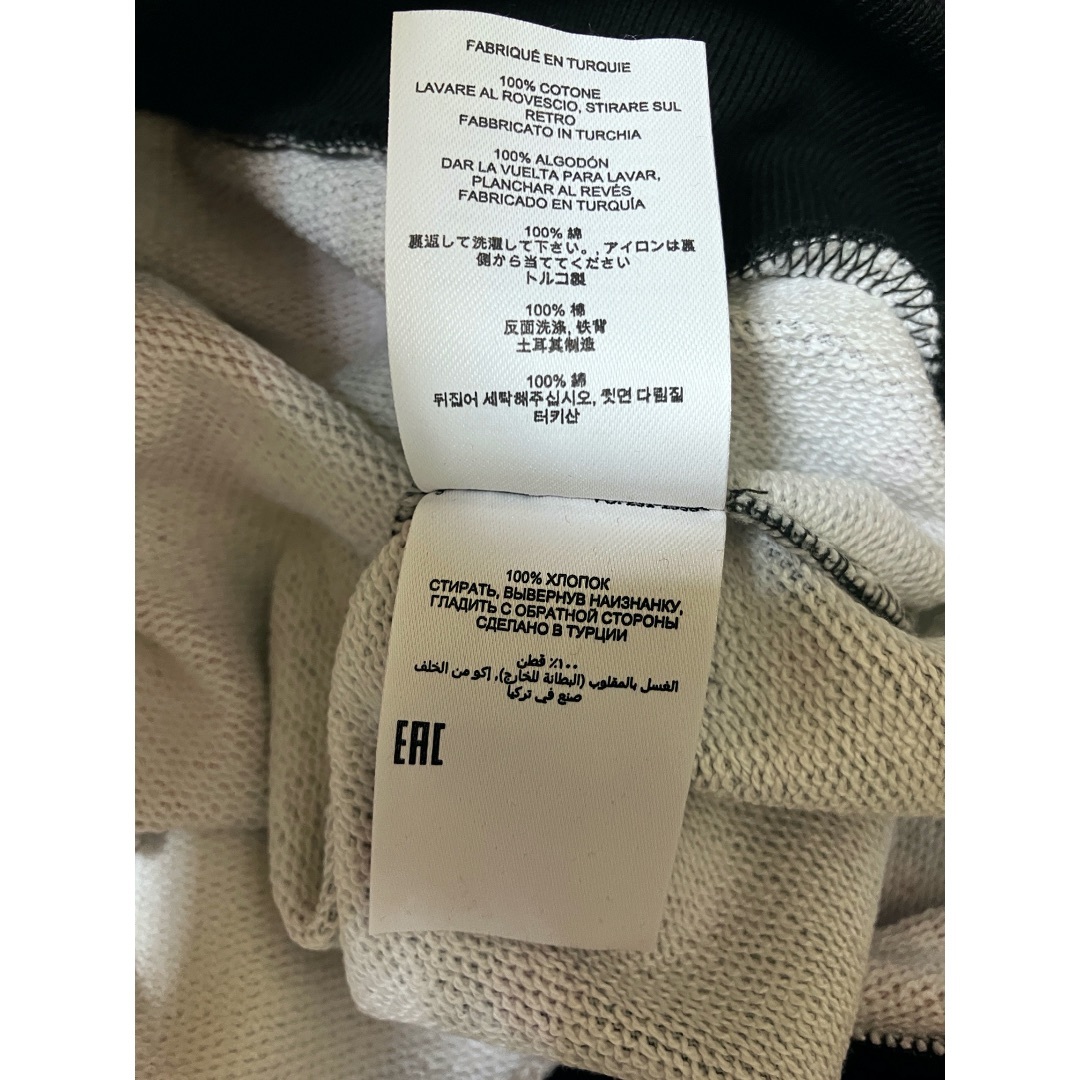 FABRIQUÉ EN TURQUIE
100% COTONE
LAVARE AL ROVESCIO, STIRARE SUL
RETRO
FABBRICATO IN TURCHIA
100% ALGODÓN
DAR LA VUELTA PARA LAVAR,
PLANCHAR AL REVÉS
FABRICADO EN TURQUÍA
100% 綿
裏返して洗濯して下さい。, アイロンは裏
側から当ててください
トルコ製
100% 棉
反面洗涤, 铁背
土耳其制造
100% 綿
뒤집어 세탁해주십시오, 뒷면 다림질
터키산
100% ХЛОПОК
СТИРАТЬ, ВЫВЕРНУВ НАИЗНАНКУ,
ГЛАДИТЬ С ОБРАТНОЙ СТОРОНЫ
СДЕЛАНО В ТУРЦИИ
١٠٠٪ قطن
الغسل بالمقلوب (البطانة للخارج)، إكو من الخلف
صنع في تركيا
EAC